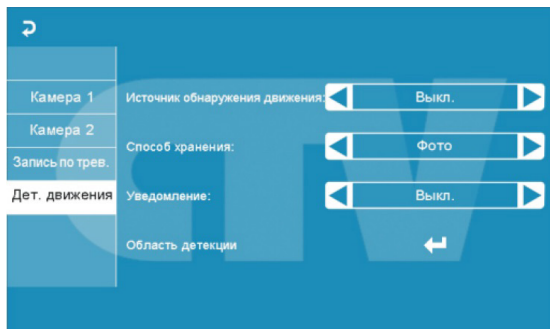 Камера 1
Источник обнаружения движения: Выкл.
Камера 2
Способ хранения: Фото
Запись по трев.
Дет. движения
Уведомление: Выкл.
Область детекции
CTV